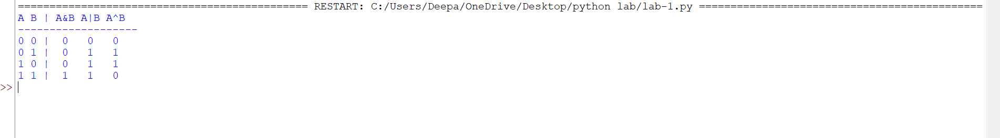 ============================================== RESTART: C:/Users/Deepa/OneDrive/Desktop/python lab/lab-1.py =============================================
A B | A&B A|B A^B
-------------------
0 0 |  0   0   0
0 1 |  0   1   1
1 0 |  0   1   1
1 1 |  1   1   0
>>